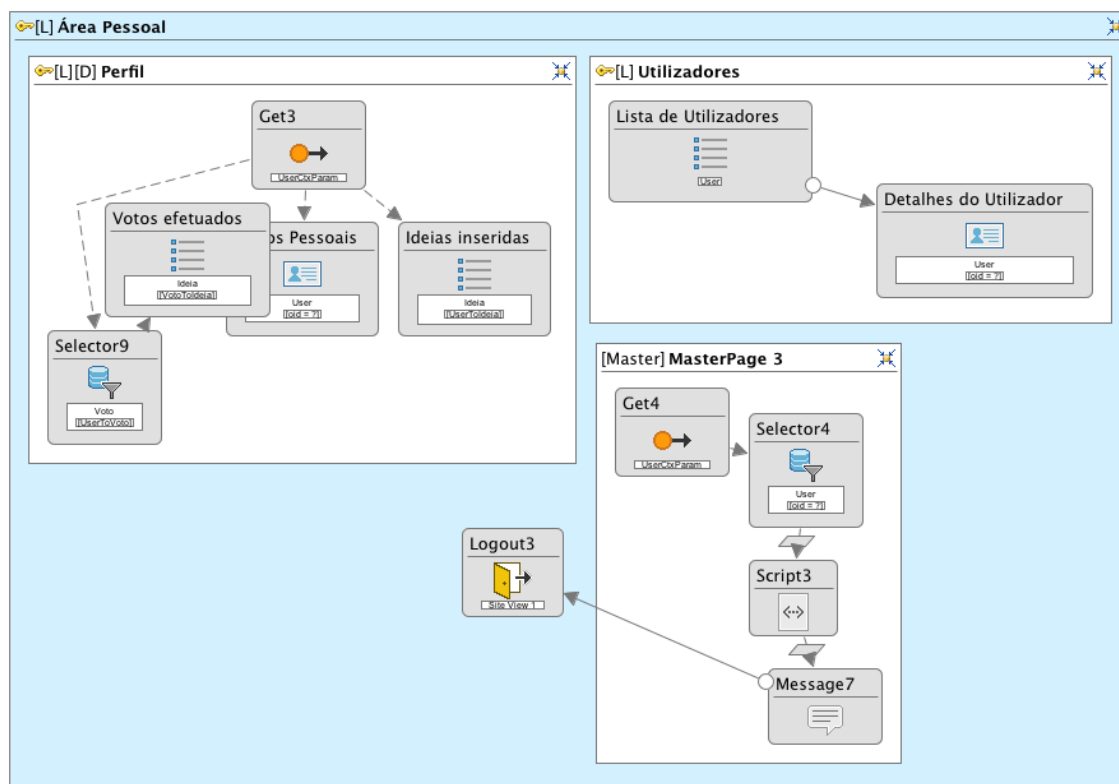 [L] Área Pessoal
[L][D] Perfil
Get3
UserCtxParam
Votos efetuados
Ideia
[VotoToIdeia]
os Pessoais
User
[oid = ?]
Ideias inseridas
Ideia
[UserToIdeia]
Selector9
Voto
[UserToVoto]
[L] Utilizadores
Lista de Utilizadores
User
Detalhes do Utilizador
User
[oid = ?]
[Master] MasterPage 3
Get4
UserCtxParam
Selector4
User
[oid = ?]
Script3
Message7
Logout3
Site View 1